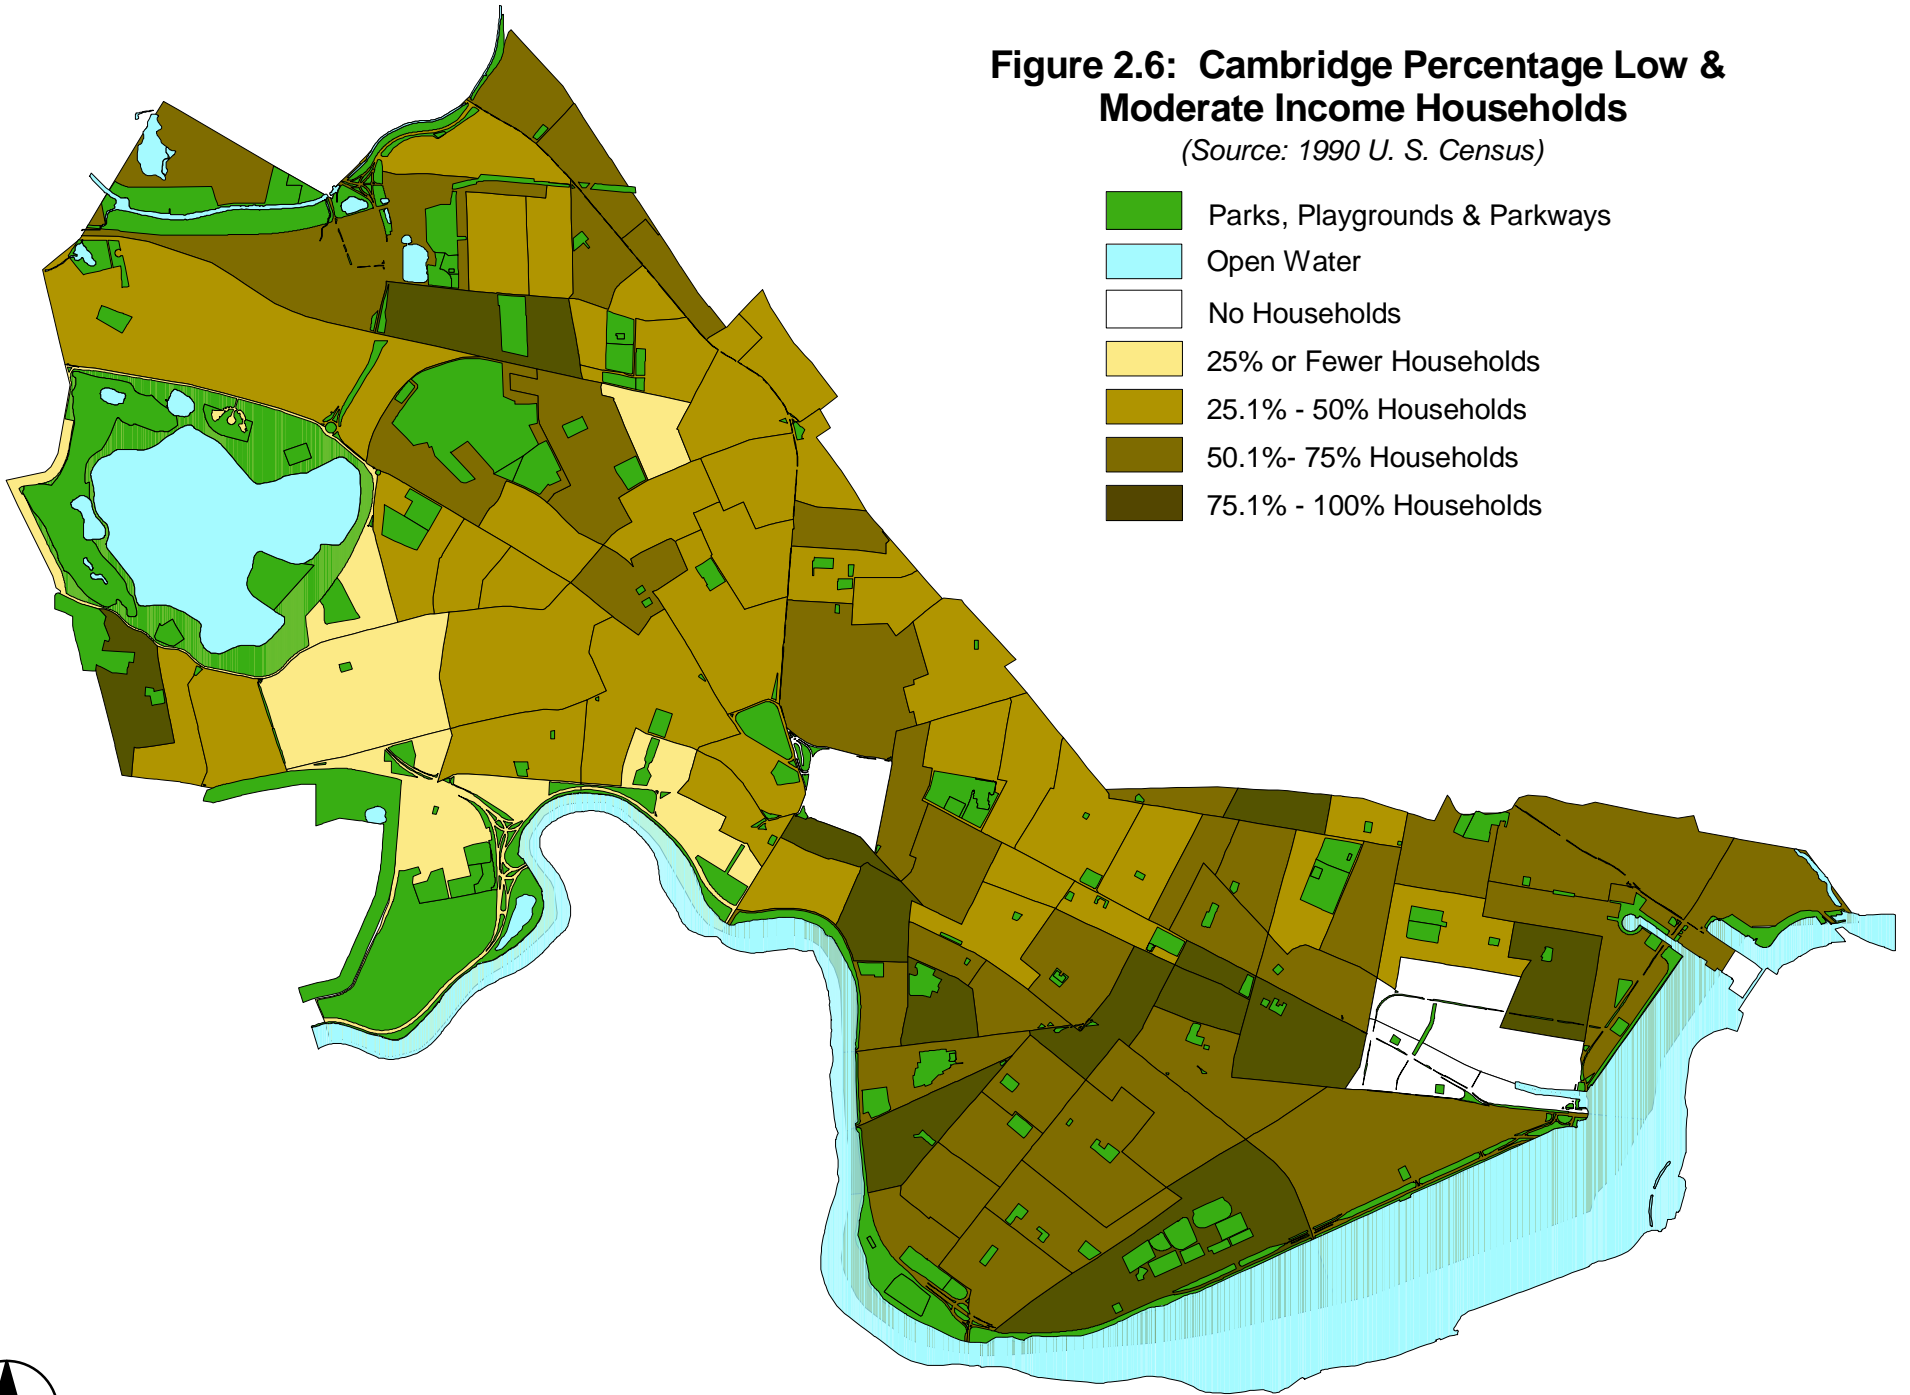 Figure 2.6: Cambridge Percentage Low &
Moderate Income Households
(Source: 1990 U. S. Census)
Parks, Playgrounds & Parkways
Open Water
No Households
25% or Fewer Households
25.1% - 50% Households
50.1%- 75% Households
75.1% - 100% Households